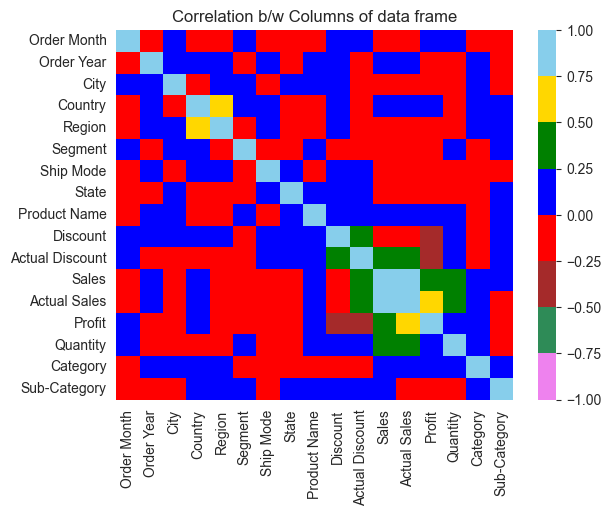 Correlation b/w Columns of data frame
Order Month
Order Year
City
Country
Region
Segment
Ship Mode
State
Product Name
Discount
Actual Discount
Sales
Actual Sales
Profit
Quantity
Category
Sub-Category
Order Month
Order Year
City
Country
Region
Segment
Ship Mode
State
Product Name
Discount
Actual Discount
Sales
Actual Sales
Profit
Quantity
Category
Sub-Category
1.00
0.75
0.50
0.25
0.00
−0.25
−0.50
−0.75
−1.00